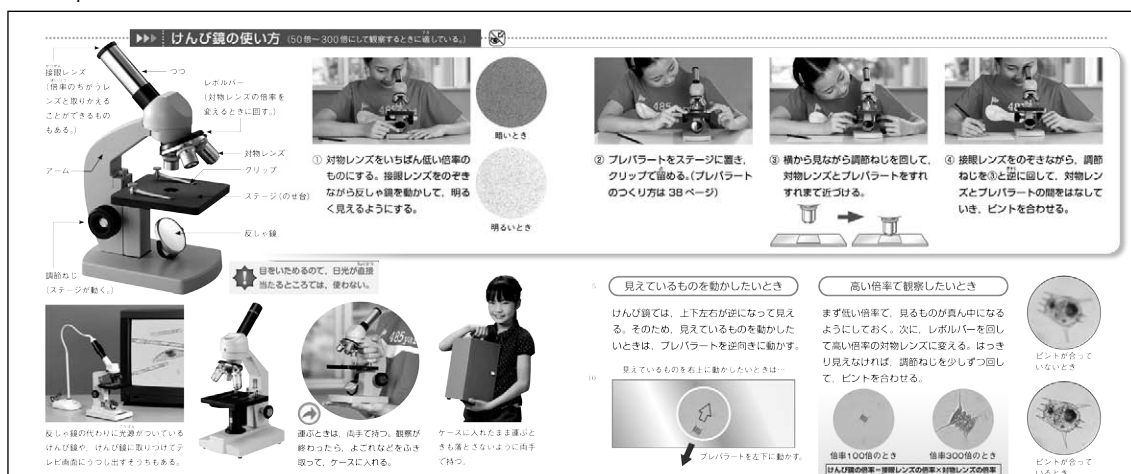 けんび鏡の使い方（50倍～300倍にして観察するときに適している。）
接眼レンズ
（倍率のちがうレ
ンズと取りかえる
ことができるもの
もある。）
つつ
レボルバー
（対物レンズの倍率を
変えるときに回す。）
対物レンズ
クリップ
アーム
ステージ（のせ台）
反しゃ鏡
調節ねじ
（ステージが動く。）
① 対物レンズをいちばん低い倍率の
ものにする。接眼レンズをのぞき
ながら反しゃ鏡を動かして、明る
く見えるようにする。
暗いとき
明るいとき
② プレパラートをステージに置き、
クリップで留める。（プレパラート
のつくり方は 38 ページ）
③ 横から見ながら調節ねじを回して、
対物レンズとプレパラートをすれ
すれまで近づける。
④ 接眼レンズをのぞきながら、調節
ねじを③と逆に回して、対物レン
ズとプレパラートの間をはなして
いき、ピントを合わせる。
目をいためるので、日光が直接
当たるところでは、使わない。
反しゃ鏡の代わりに光源がついている
けんび鏡や、けんび鏡に取りつけてテ
レビ画面にうつし出すそうちもある。
運ぶときは、両手で持つ。観察が
終わったら、よごれなどをふき
取って、ケースに入れる。
ケースに入れたまま運ぶと
きも落とさないように両手
で持つ。
5
見えているものを動かしたいとき
けんび鏡では、上下左右が逆になって見え
る。そのため、見えているものを動かした
いときは、プレパラートを逆向きに動かす。
見えているものを右上に動かしたいときは…
10
プレパラートを左下に動かす。
高い倍率で観察したいとき
まず低い倍率で、見るものが真ん中になる
ようにしておく。次に、レボルバーを回し
て高い倍率の対物レンズに変える。はっき
り見えなければ、調節ねじを少しずつ回し
て、ピントを合わせる。
倍率100倍のとき
倍率300倍のとき
けんび鏡の倍率＝接眼レンズの倍率×対物レンズの倍率
ピントが合って
いないとき
ピントが合って
いるとき